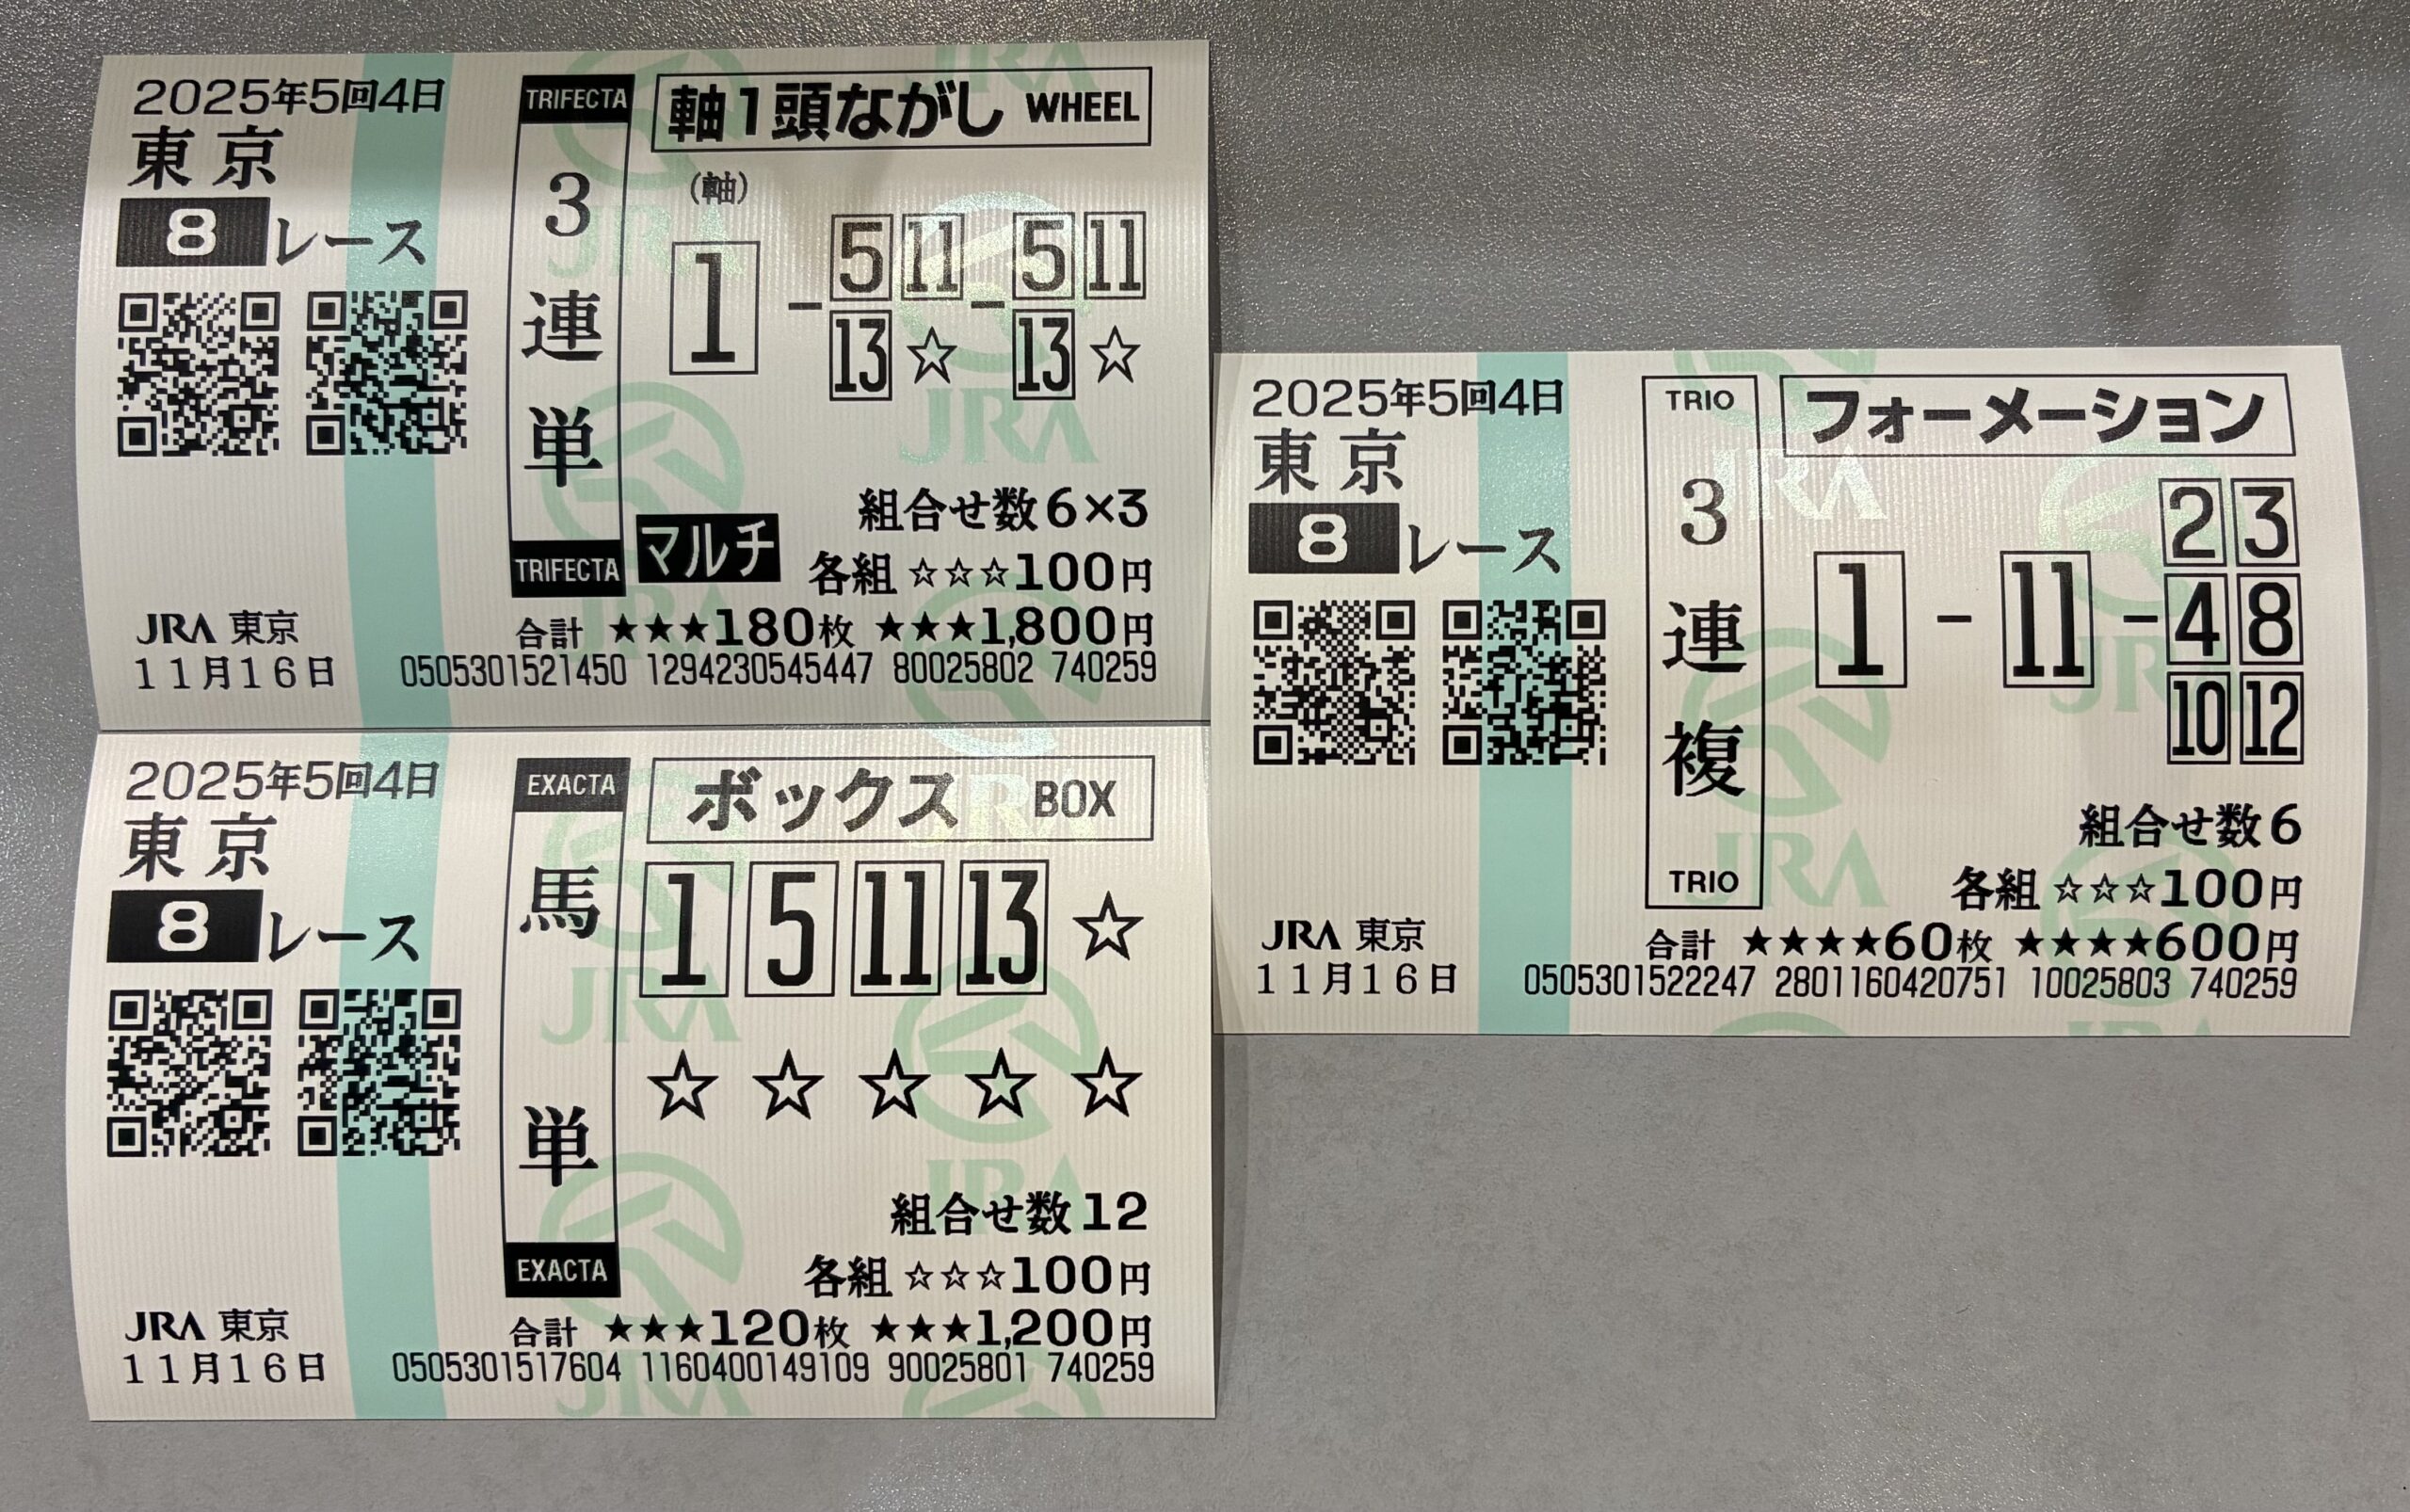 2025年5回4日
東京
8レース
TRIFECTA
3連単
TRIFECTA
軸1頭ながし WHEEL
(軸)
1 - 5 11 - 5 11
13 ☆ 13 ☆
マルチ
組合せ数6×3
各組 ☆☆☆100円
合計 ★★★180枚 ★★★1,800円
JRA 東京
11月16日
0505301521450 1294230545447 80025802 740259
2025年5回4日
東京
8レース
EXACTA
馬単
EXACTA
ボックス BOX
1 5 11 13 ☆
☆ ☆ ☆ ☆ ☆
組合せ数12
各組 ☆☆☆100円
合計 ★★★120枚 ★★★1,200円
JRA 東京
11月16日
0505301517604 1160400149109 90025801 740259
2025年5回4日
東京
8レース
TRIO
3連複
TRIO
フォーメーション
1 - 11 - 2 3
4 8
10 12
組合せ数6
各組 ☆☆☆100円
合計 ★★★★60枚 ★★★★600円
JRA 東京
11月16日
0505301522247 2801160420751 10025803 740259